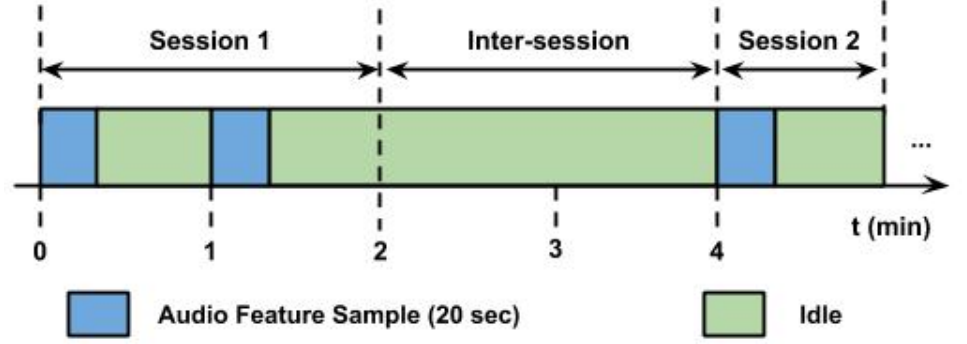 Session 1 Inter-session Session 2
...
t (min)
0 1 2 3 4
Audio Feature Sample (20 sec) Idle